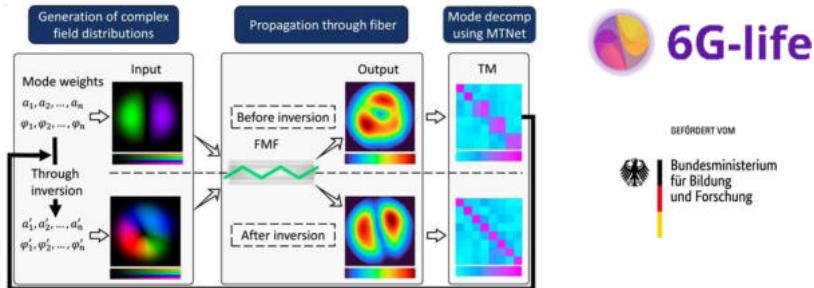 Generation of complex
field distributions
Propagation through fiber
Mode decomp
using MTNet
Mode weights
a₁, a₂, ..., aₙ
φ₁, φ₂, ..., φₙ
Through
inversion
a′₁, a′₂, ..., a′ₙ
φ′₁, φ′₂, ..., φ′ₙ
Input
Before inversion
FMF
After inversion
Output
TM
6G-life
GEFÖRDERT VOM
Bundesministerium
für Bildung
und Forschung